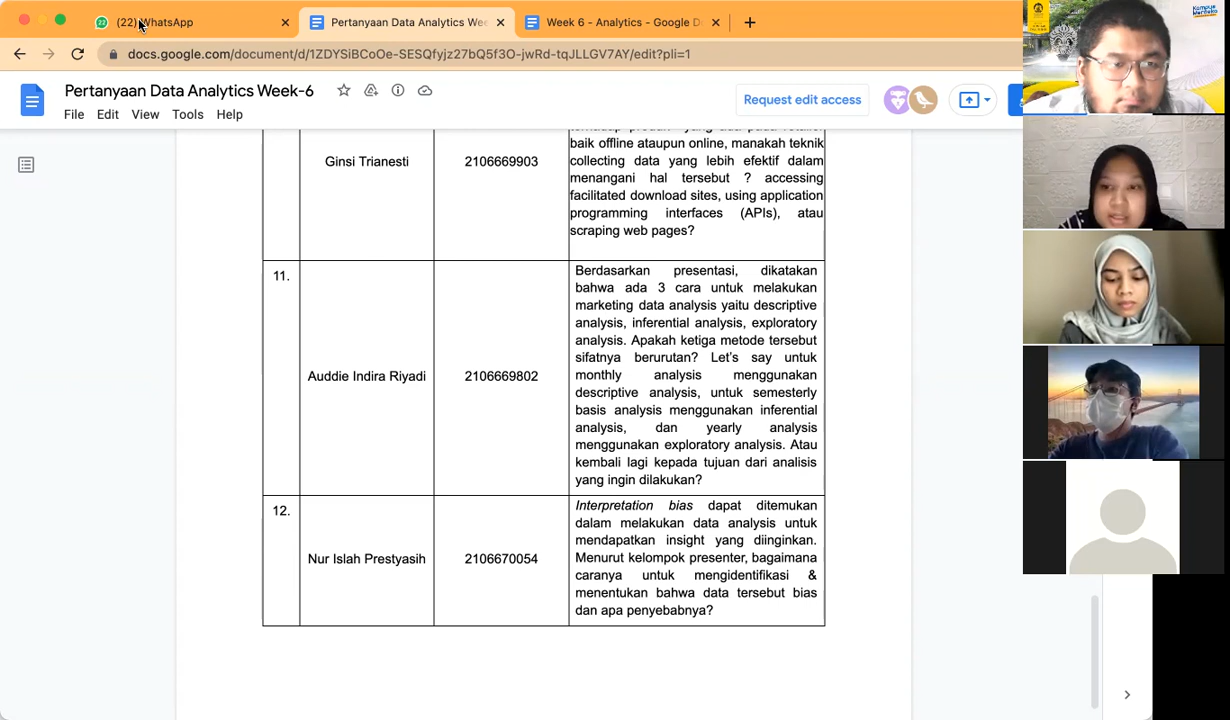 (22) WhatsApp
Pertanyaan Data Analytics Wee
Week 6 - Analytics - Google D
docs.google.com/document/d/1ZDYSiBCoOe-SESQfyjz27bQ5f3O-jwRd-tqJLLGV7AY/edit?pli=1
Pertanyaan Data Analytics Week-6
Request edit access
File Edit View Tools Help
baik offline ataupun online, manakah teknik
Ginsi Trianesti
2106669903
collecting data yang lebih efektif dalam
menangani hal tersebut ? accessing
facilitated download sites, using application
programming interfaces (APIs), atau
scraping web pages?
11.
Auddie Indira Riyadi
2106669802
Berdasarkan presentasi, dikatakan
bahwa ada 3 cara untuk melakukan
marketing data analysis yaitu descriptive
analysis, inferential analysis, exploratory
analysis. Apakah ketiga metode tersebut
sifatnya berurutan? Let's say untuk
monthly analysis menggunakan
descriptive analysis, untuk semesterly
basis analysis menggunakan inferential
analysis, dan yearly analysis
menggunakan exploratory analysis. Atau
kembali lagi kepada tujuan dari analisis
yang ingin dilakukan?
12.
Nur Islah Prestyasih
2106670054
Interpretation bias dapat ditemukan
dalam melakukan data analysis untuk
mendapatkan insight yang diinginkan.
Menurut kelompok presenter, bagaimana
caranya untuk mengidentifikasi &
menentukan bahwa data tersebut bias
dan apa penyebabnya?